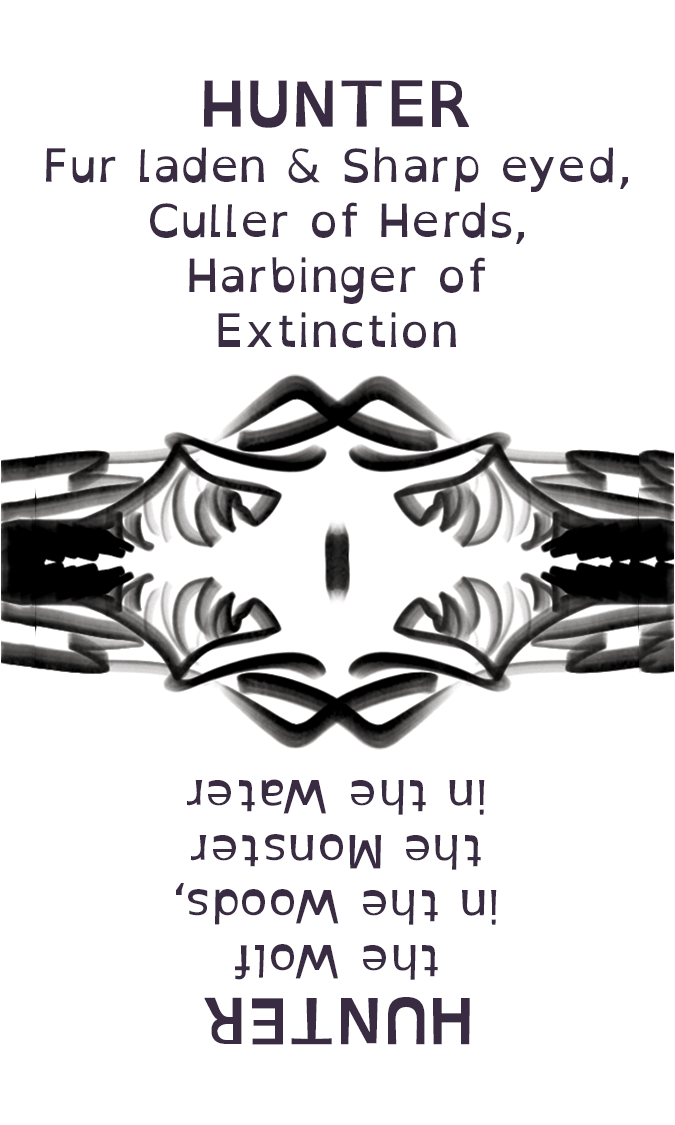 HUNTER
Fur laden & Sharp eyed,
Culler of Herds,
Harbinger of
Extinction
HUNTER
the Wolf
in the Woods,
the Monster
in the Water